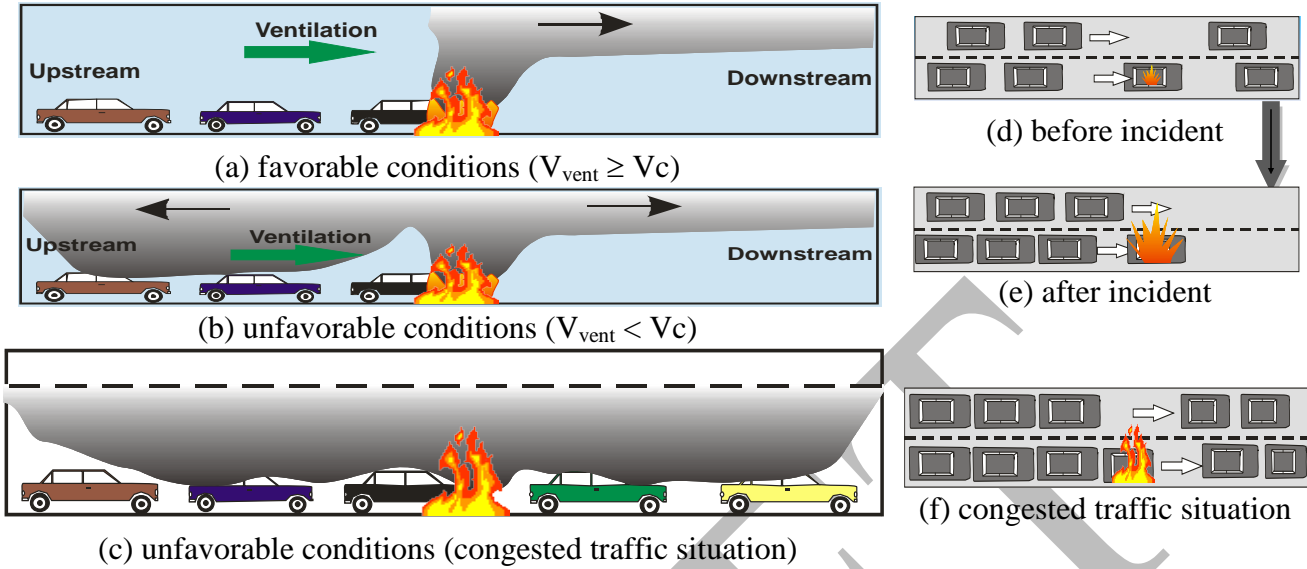 Ventilation
Upstream
Downstream
(a) favorable conditions (Vvent ≥ Vc)
Upstream
Ventilation
Downstream
(b) unfavorable conditions (Vvent < Vc)
(c) unfavorable conditions (congested traffic situation)
(d) before incident
(e) after incident
(f) congested traffic situation